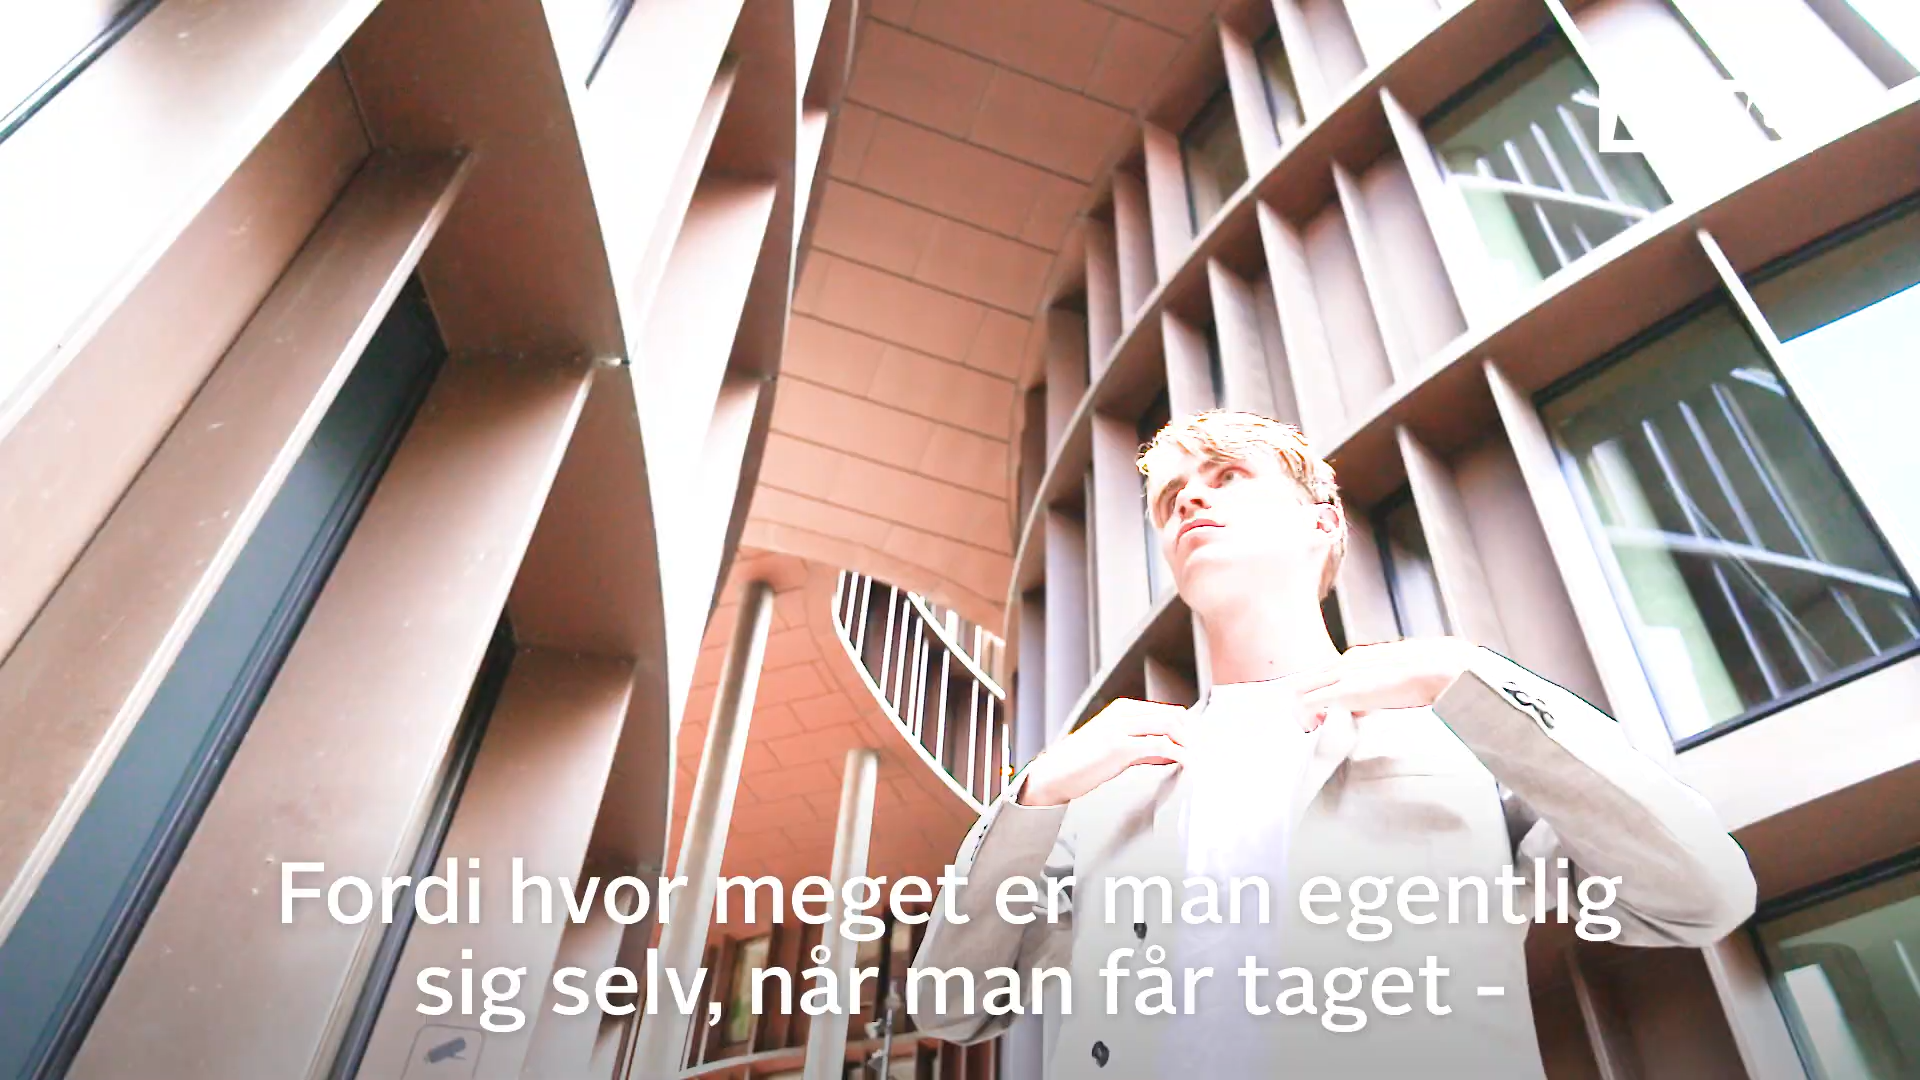 Fordi hvor meget er man egentlig
sig selv, når man får taget -